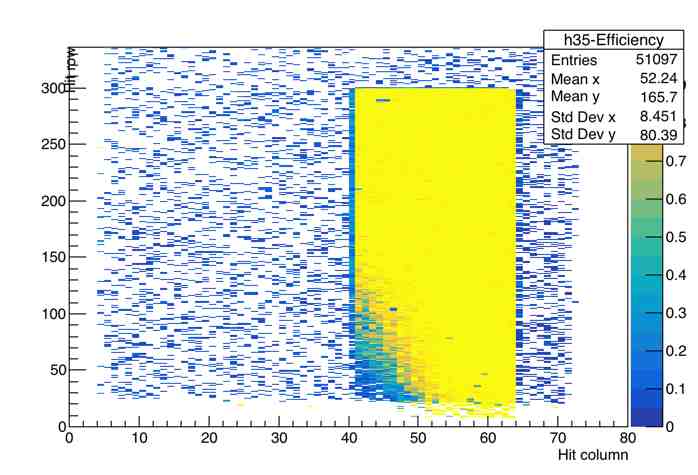 h35-Efficiency
Entries 51097
Mean x 52.24
Mean y 165.7
Std Dev x 8.451
Std Dev y 80.39
300
250
200
150
100
50
0
0 10 20 30 40 50 60 70 80
Hit column
0.7
0.6
0.5
0.4
0.3
0.2
0.1
0